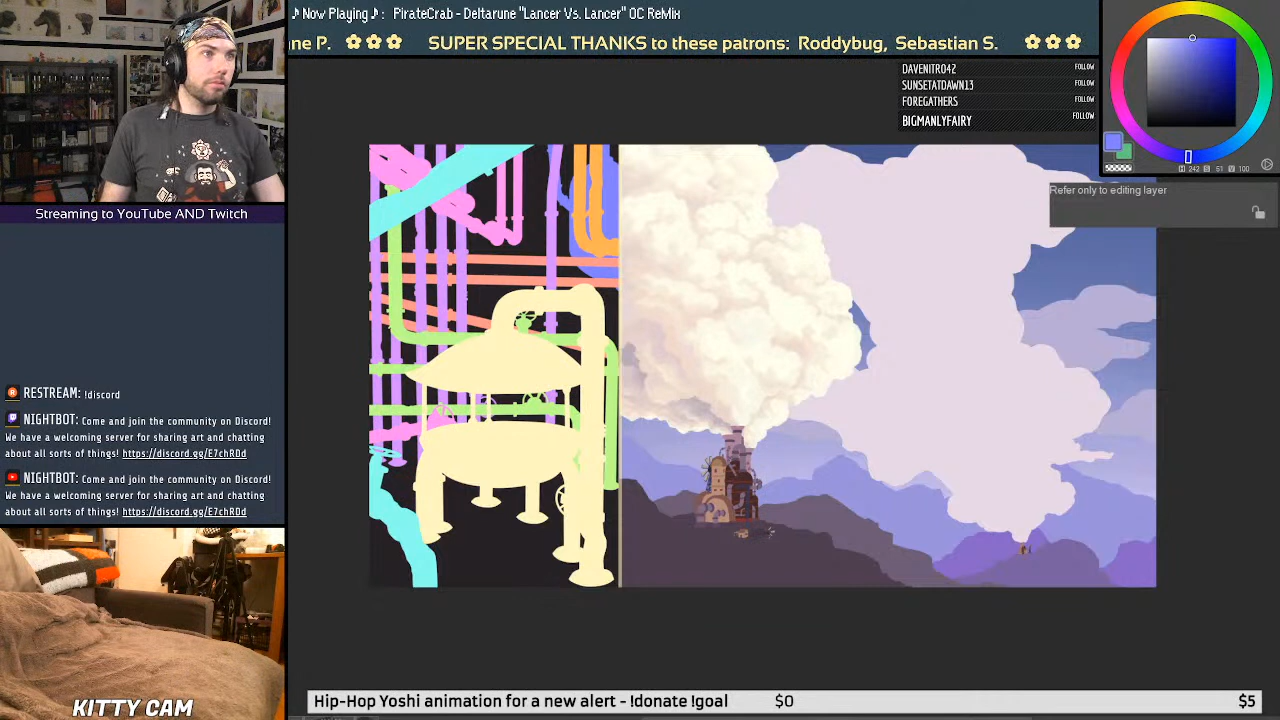 ♪ Now Playing ♪ : PirateCrab - Deltarune "Lancer Vs. Lancer" OC ReMix
ne P. ✿ ✿ ✿ SUPER SPECIAL THANKS to these patrons: Roddybug, Sebastian S. ✿ ✿ ✿
DAVENITRO42 FOLLOW
SUNSETATDAWN13 FOLLOW
FOREGATHERS FOLLOW
BIGMANLYFAIRY FOLLOW
H 242 S 51 V 100
Refer only to editing layer
Streaming to YouTube AND Twitch
RESTREAM: !discord
NIGHTBOT: Come and join the community on Discord!
We have a welcoming server for sharing art and chatting
about all sorts of things! https://discord.gg/E7chRDd
NIGHTBOT: Come and join the community on Discord!
We have a welcoming server for sharing art and chatting
about all sorts of things! https://discord.gg/E7chRDd
KITTY CAM
Hip-Hop Yoshi animation for a new alert - !donate !goal $0 $5